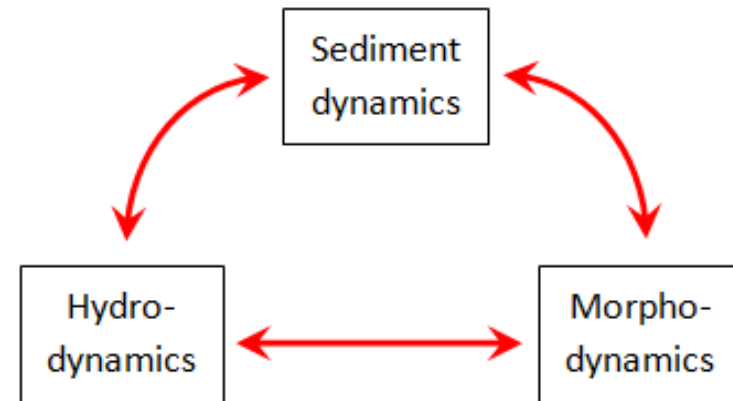 Sediment
dynamics
Hydro-
dynamics
Morpho-
dynamics